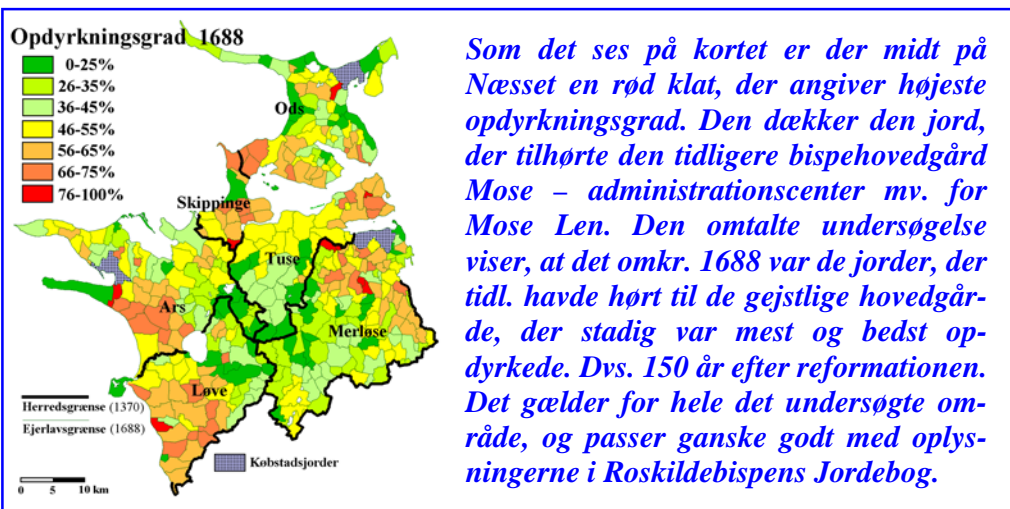 Opdyrkningsgrad 1688
0-25%
26-35%
36-45%
46-55%
56-65%
66-75%
76-100%
Ods
Skippinge
Tuse
Ars
Merløse
Løve
Herredsgrænse (1370)
Ejerlavsgrænse (1688)
Købstadsjorder
0 5 10 km
Som det ses på kortet er der midt på
Næsset en rød klat, der angiver højeste
opdyrkningsgrad. Den dækker den jord,
der tilhørte den tidligere bispehovedgård
Mose – administrationscenter mv. for
Mose Len. Den omtalte undersøgelse
viser, at det omkr. 1688 var de jorder, der
tidl. havde hørt til de gejstlige hovedgår-
de, der stadig var mest og bedst op-
dyrkede. Dvs. 150 år efter reformationen.
Det gælder for hele det undersøgte om-
råde, og passer ganske godt med oplys-
ningerne i Roskildebispens Jordebog.